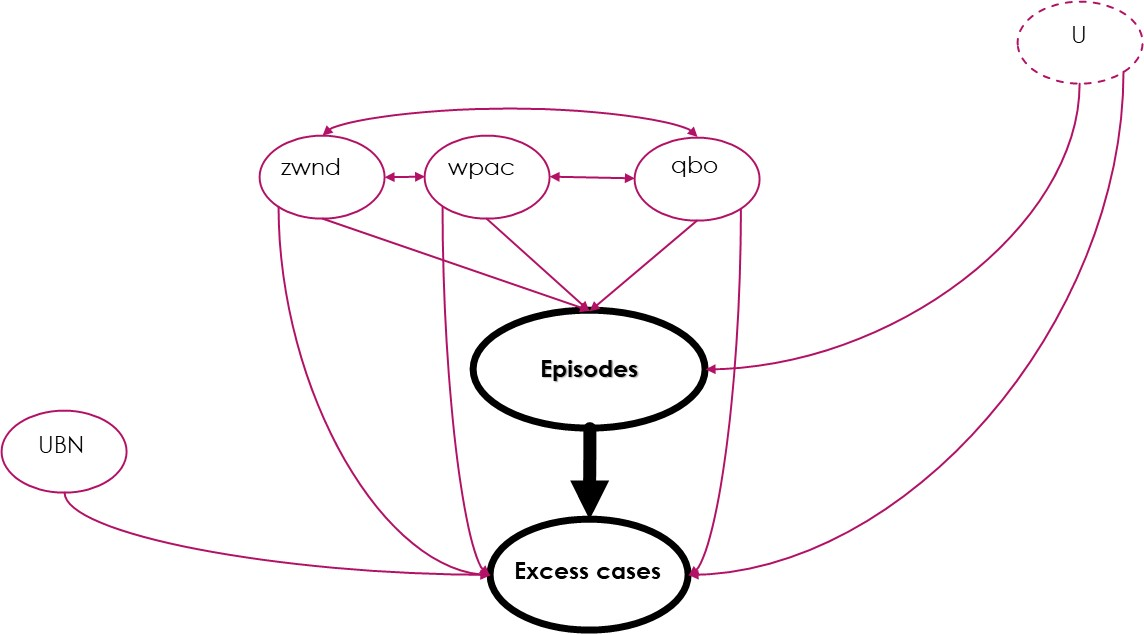 U
zwnd
wpac
qbo
Episodes
UBN
Excess cases